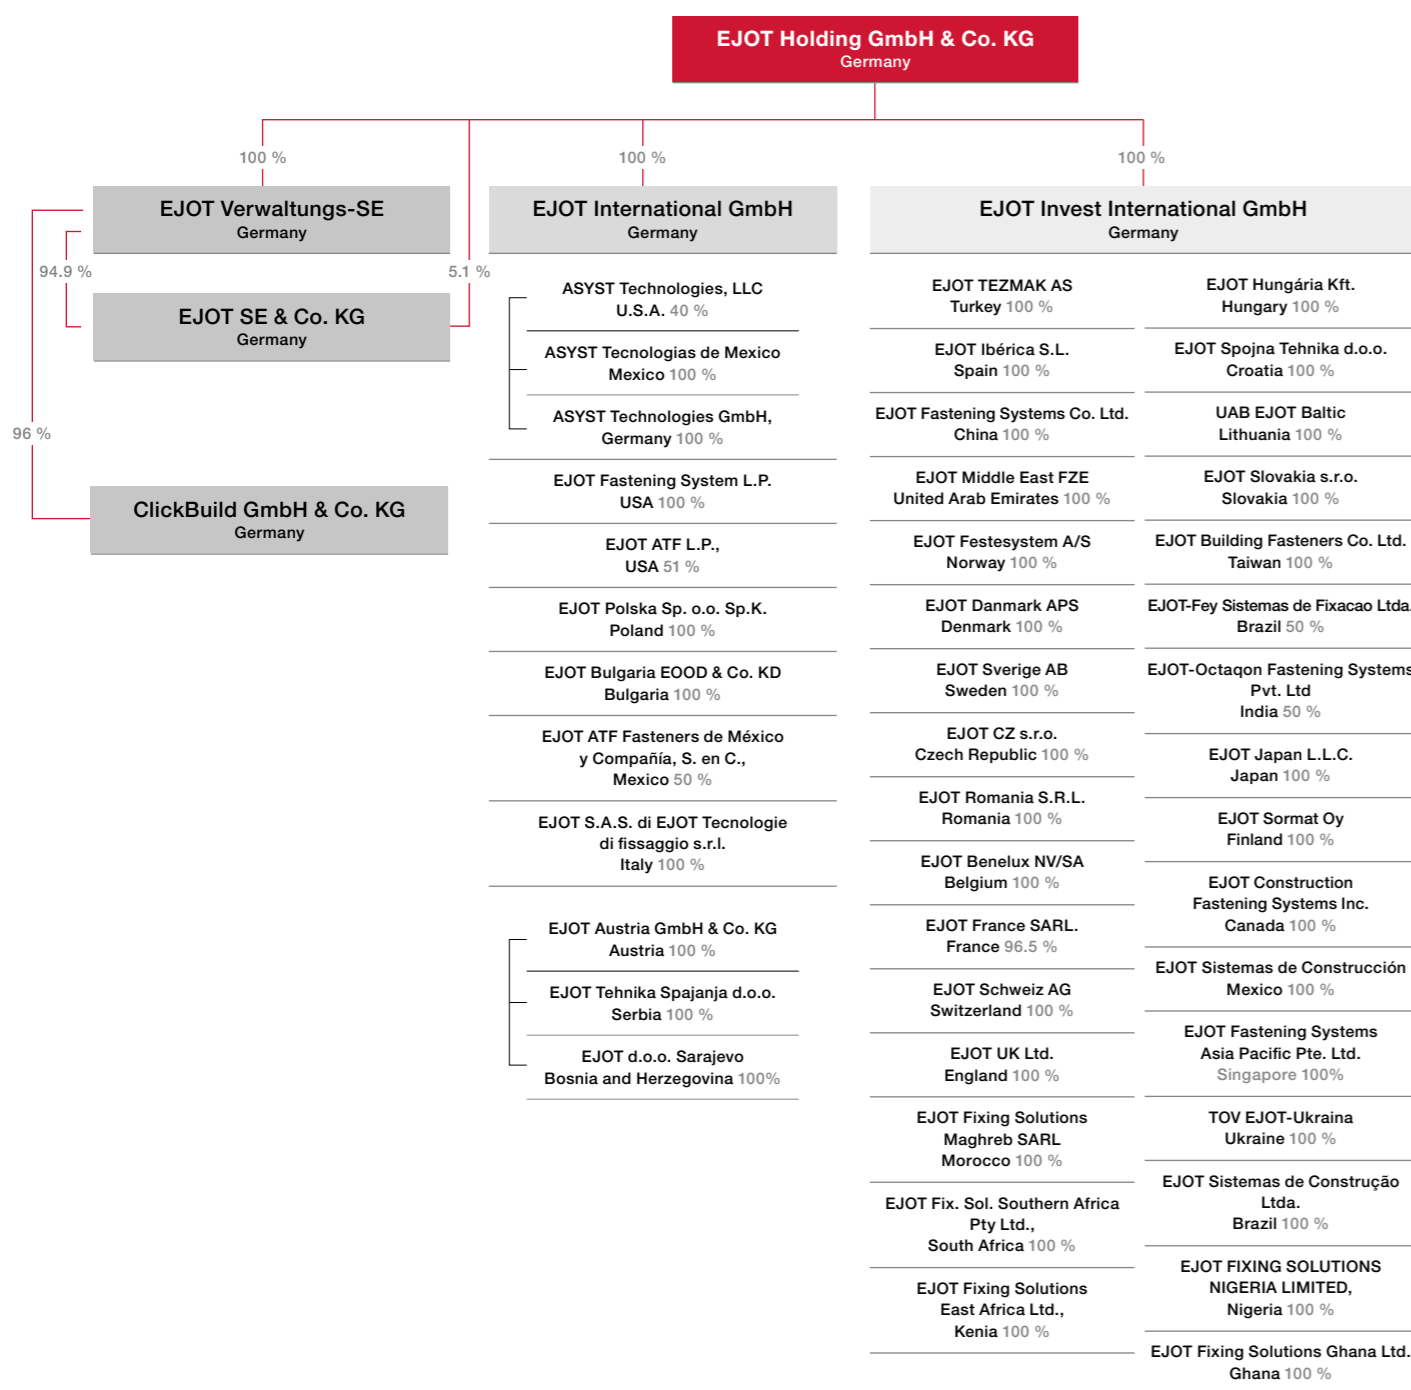 EJOT Holding GmbH & Co. KG
Germany
100 %
100 %
100 %
EJOT Verwaltungs-SE
Germany
94.9 %
5.1 %
EJOT SE & Co. KG
Germany
96 %
ClickBuild GmbH & Co. KG
Germany
EJOT International GmbH
Germany
ASYST Technologies, LLC
U.S.A. 40 %
ASYST Tecnologias de Mexico
Mexico 100 %
ASYST Technologies GmbH,
Germany 100 %
EJOT Fastening System L.P.
USA 100 %
EJOT ATF L.P.,
USA 51 %
EJOT Polska Sp. o.o. Sp.K.
Poland 100 %
EJOT Bulgaria EOOD & Co. KD
Bulgaria 100 %
EJOT ATF Fasteners de México
y Compañía, S. en C.,
Mexico 50 %
EJOT S.A.S. di EJOT Tecnologie
di fissaggio s.r.l.
Italy 100 %
EJOT Austria GmbH & Co. KG
Austria 100 %
EJOT Tehnika Spajanja d.o.o.
Serbia 100 %
EJOT d.o.o. Sarajevo
Bosnia and Herzegovina 100%
EJOT Invest International GmbH
Germany
EJOT TEZMAK AS
Turkey 100 %
EJOT Ibérica S.L.
Spain 100 %
EJOT Fastening Systems Co. Ltd.
China 100 %
EJOT Middle East FZE
United Arab Emirates 100 %
EJOT Festesystem A/S
Norway 100 %
EJOT Danmark APS
Denmark 100 %
EJOT Sverige AB
Sweden 100 %
EJOT CZ s.r.o.
Czech Republic 100 %
EJOT Romania S.R.L.
Romania 100 %
EJOT Benelux NV/SA
Belgium 100 %
EJOT France SARL.
France 96.5 %
EJOT Schweiz AG
Switzerland 100 %
EJOT UK Ltd.
England 100 %
EJOT Fixing Solutions
Maghreb SARL
Morocco 100 %
EJOT Fix. Sol. Southern Africa
Pty Ltd.,
South Africa 100 %
EJOT Fixing Solutions
East Africa Ltd.,
Kenia 100 %
EJOT Hungária Kft.
Hungary 100 %
EJOT Spojna Tehnika d.o.o.
Croatia 100 %
UAB EJOT Baltic
Lithuania 100 %
EJOT Slovakia s.r.o.
Slovakia 100 %
EJOT Building Fasteners Co. Ltd.
Taiwan 100 %
EJOT-Fey Sistemas de Fixacao Ltda.
Brazil 50 %
EJOT-Octaqon Fastening Systems
Pvt. Ltd
India 50 %
EJOT Japan L.L.C.
Japan 100 %
EJOT Sormat Oy
Finland 100 %
EJOT Construction
Fastening Systems Inc.
Canada 100 %
EJOT Sistemas de Construcción
Mexico 100 %
EJOT Fastening Systems
Asia Pacific Pte. Ltd.
Singapore 100%
TOV EJOT-Ukraina
Ukraine 100 %
EJOT Sistemas de Construção
Ltda.
Brazil 100 %
EJOT FIXING SOLUTIONS
NIGERIA LIMITED,
Nigeria 100 %
EJOT Fixing Solutions Ghana Ltd.
Ghana 100 %